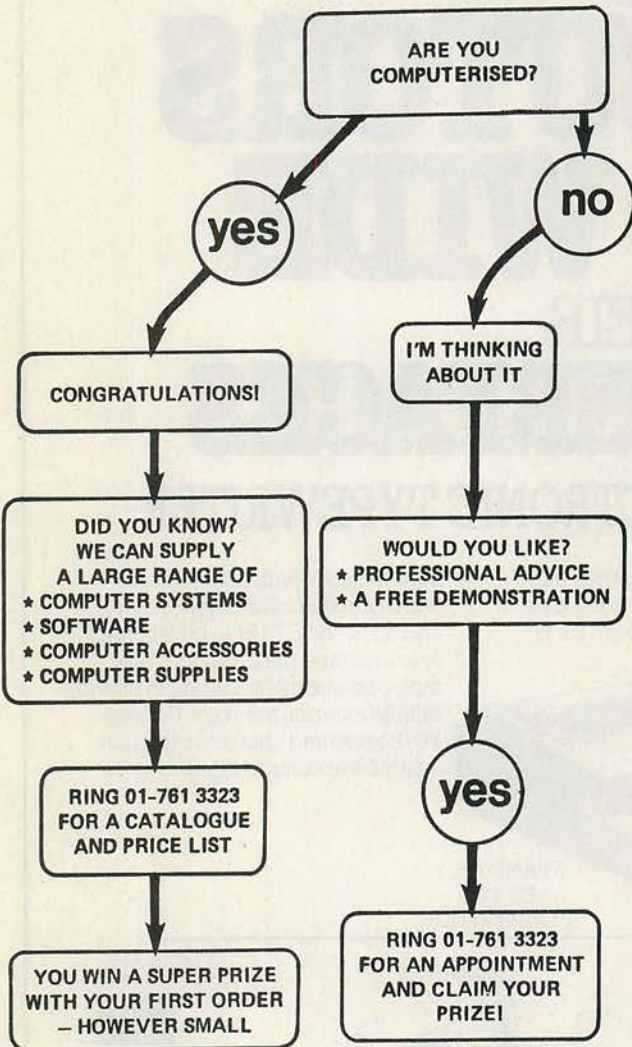 ARE YOU
COMPUTERISED?
yes
CONGRATULATIONS!
DID YOU KNOW?
WE CAN SUPPLY
A LARGE RANGE OF
* COMPUTER SYSTEMS
* SOFTWARE
* COMPUTER ACCESSORIES
* COMPUTER SUPPLIES
RING 01-761 3323
FOR A CATALOGUE
AND PRICE LIST
YOU WIN A SUPER PRIZE
WITH YOUR FIRST ORDER
– HOWEVER SMALL
no
I'M THINKING
ABOUT IT
WOULD YOU LIKE?
* PROFESSIONAL ADVICE
* A FREE DEMONSTRATION
yes
RING 01-761 3323
FOR AN APPOINTMENT
AND CLAIM YOUR
PRIZE!